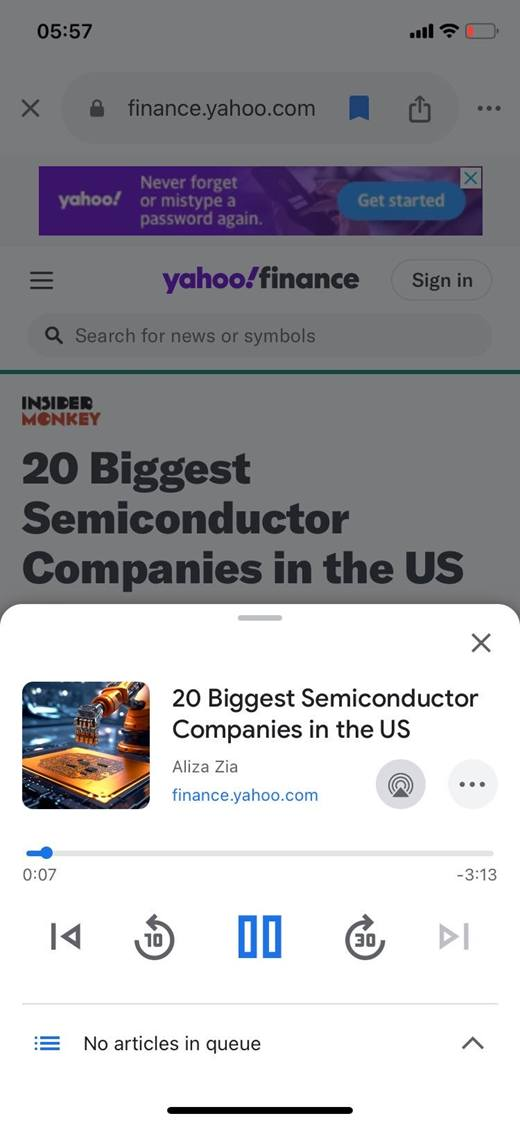 05:57
finance.yahoo.com
yahoo!
Never forget
or mistype a
password again.
Get started
yahoo!finance
Sign in
Search for news or symbols
INSIDER
MONKEY
20 Biggest
Semiconductor
Companies in the US
20 Biggest Semiconductor
Companies in the US
Aliza Zia
finance.yahoo.com
0:07
-3:13
10
30
No articles in queue